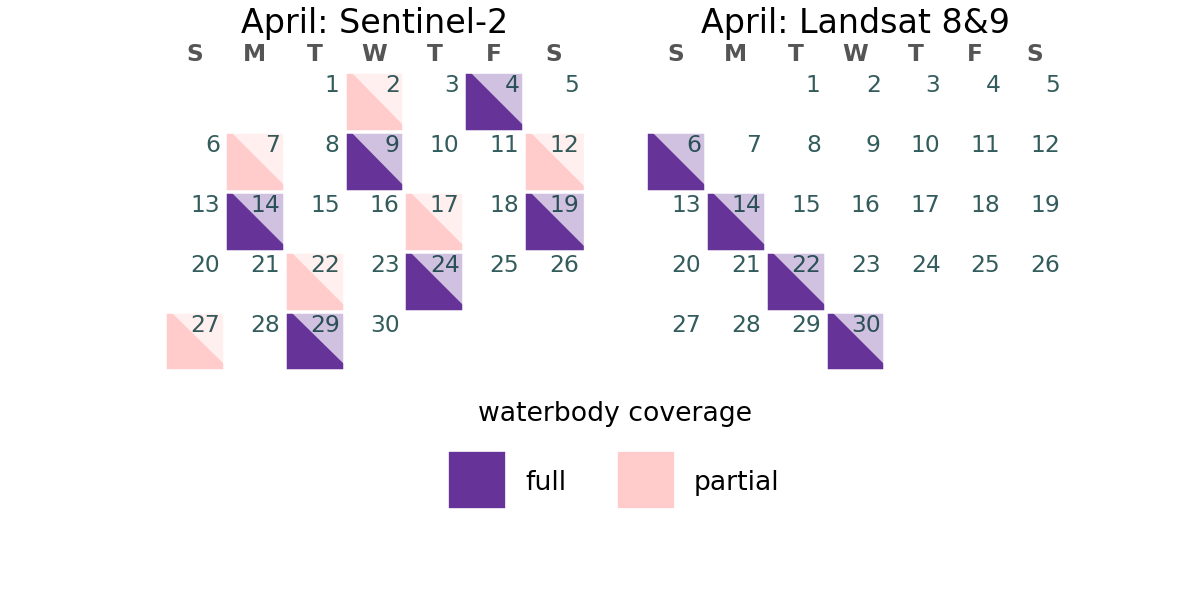 April: Sentinel-2
S M T W T F S
1 2 3 4 5
6 7 8 9 10 11 12
13 14 15 16 17 18 19
20 21 22 23 24 25 26
27 28 29 30
April: Landsat 8&9
S M T W T F S
1 2 3 4 5
6 7 8 9 10 11 12
13 14 15 16 17 18 19
20 21 22 23 24 25 26
27 28 29 30
waterbody coverage
full
partial